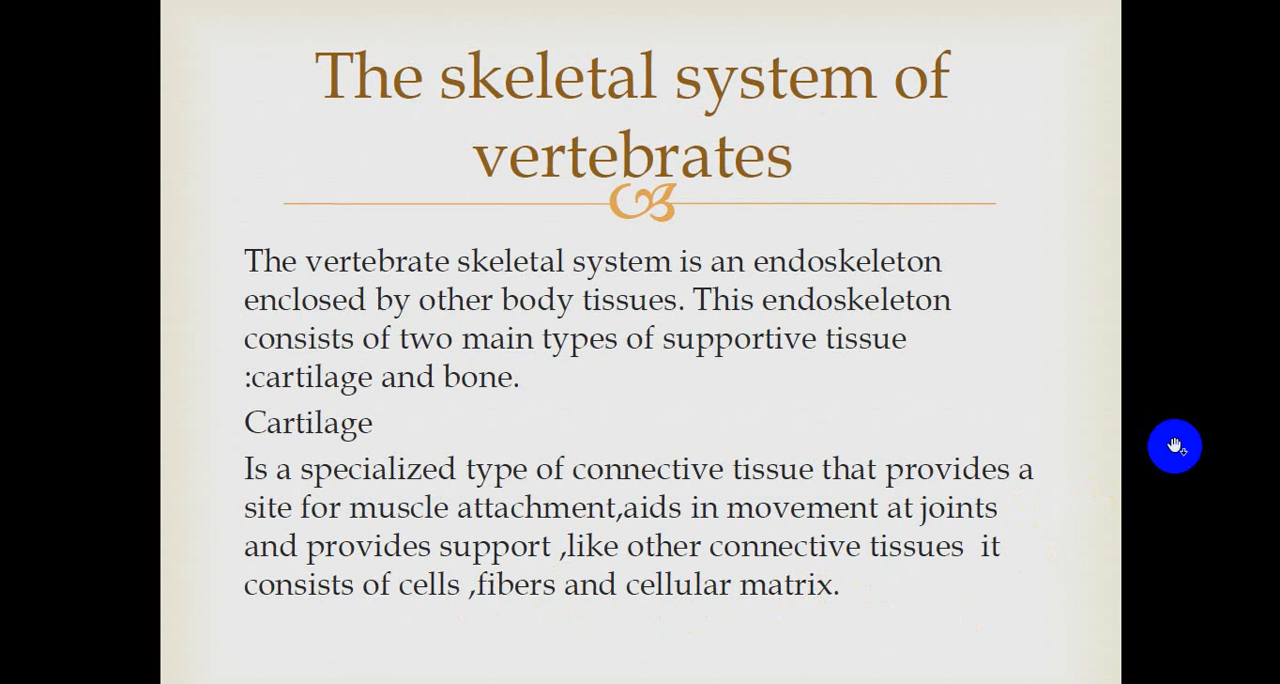 The skeletal system of
vertebrates
The vertebrate skeletal system is an endoskeleton
enclosed by other body tissues. This endoskeleton
consists of two main types of supportive tissue
:cartilage and bone.
Cartilage
Is a specialized type of connective tissue that provides a
site for muscle attachment,aids in movement at joints
and provides support ,like other connective tissues  it
consists of cells ,fibers and cellular matrix.